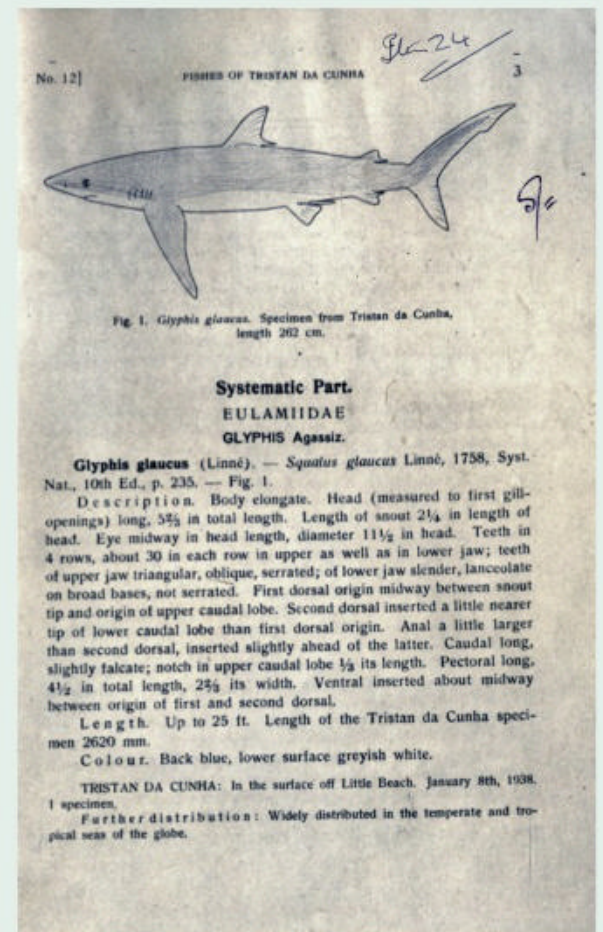 No. 12] FISHES OF TRISTAN DA CUNHA 3
Fig. 1. Glyphis glaucus. Specimen from Tristan da Cunha,
length 262 cm.
Systematic Part.
EULAMIIDAE
GLYPHIS Agassiz.
Glyphis glaucus (Linné). — Squalus glaucus Linné, 1758, Syst.
Nat., 10th Ed., p. 235. — Fig. 1.
Description. Body elongate. Head (measured to first gill-
openings) long, 5⅔ in total length. Length of snout 2¼ in length of
head. Eye midway in head length, diameter 11½ in head. Teeth in
4 rows, about 30 in each row in upper as well as in lower jaw; teeth
of upper jaw triangular, oblique, serrated; of lower jaw slender, lanceolate
on broad bases, not serrated. First dorsal origin midway between snout
tip and origin of upper caudal lobe. Second dorsal inserted a little nearer
tip of lower caudal lobe than first dorsal origin. Anal a little larger
than second dorsal, inserted slightly ahead of the latter. Caudal long,
slightly falcate; notch in upper caudal lobe ⅓ its length. Pectoral long,
4½ in total length, 2⅔ its width. Ventral inserted about midway
between origin of first and second dorsal.
Length. Up to 25 ft. Length of the Tristan da Cunha speci-
men 2620 mm.
Colour. Back blue, lower surface greyish white.
TRISTAN DA CUNHA: In the surface off Little Beach. January 8th, 1938.
1 specimen.
Further distribution: Widely distributed in the temperate and tro-
pical seas of the globe.